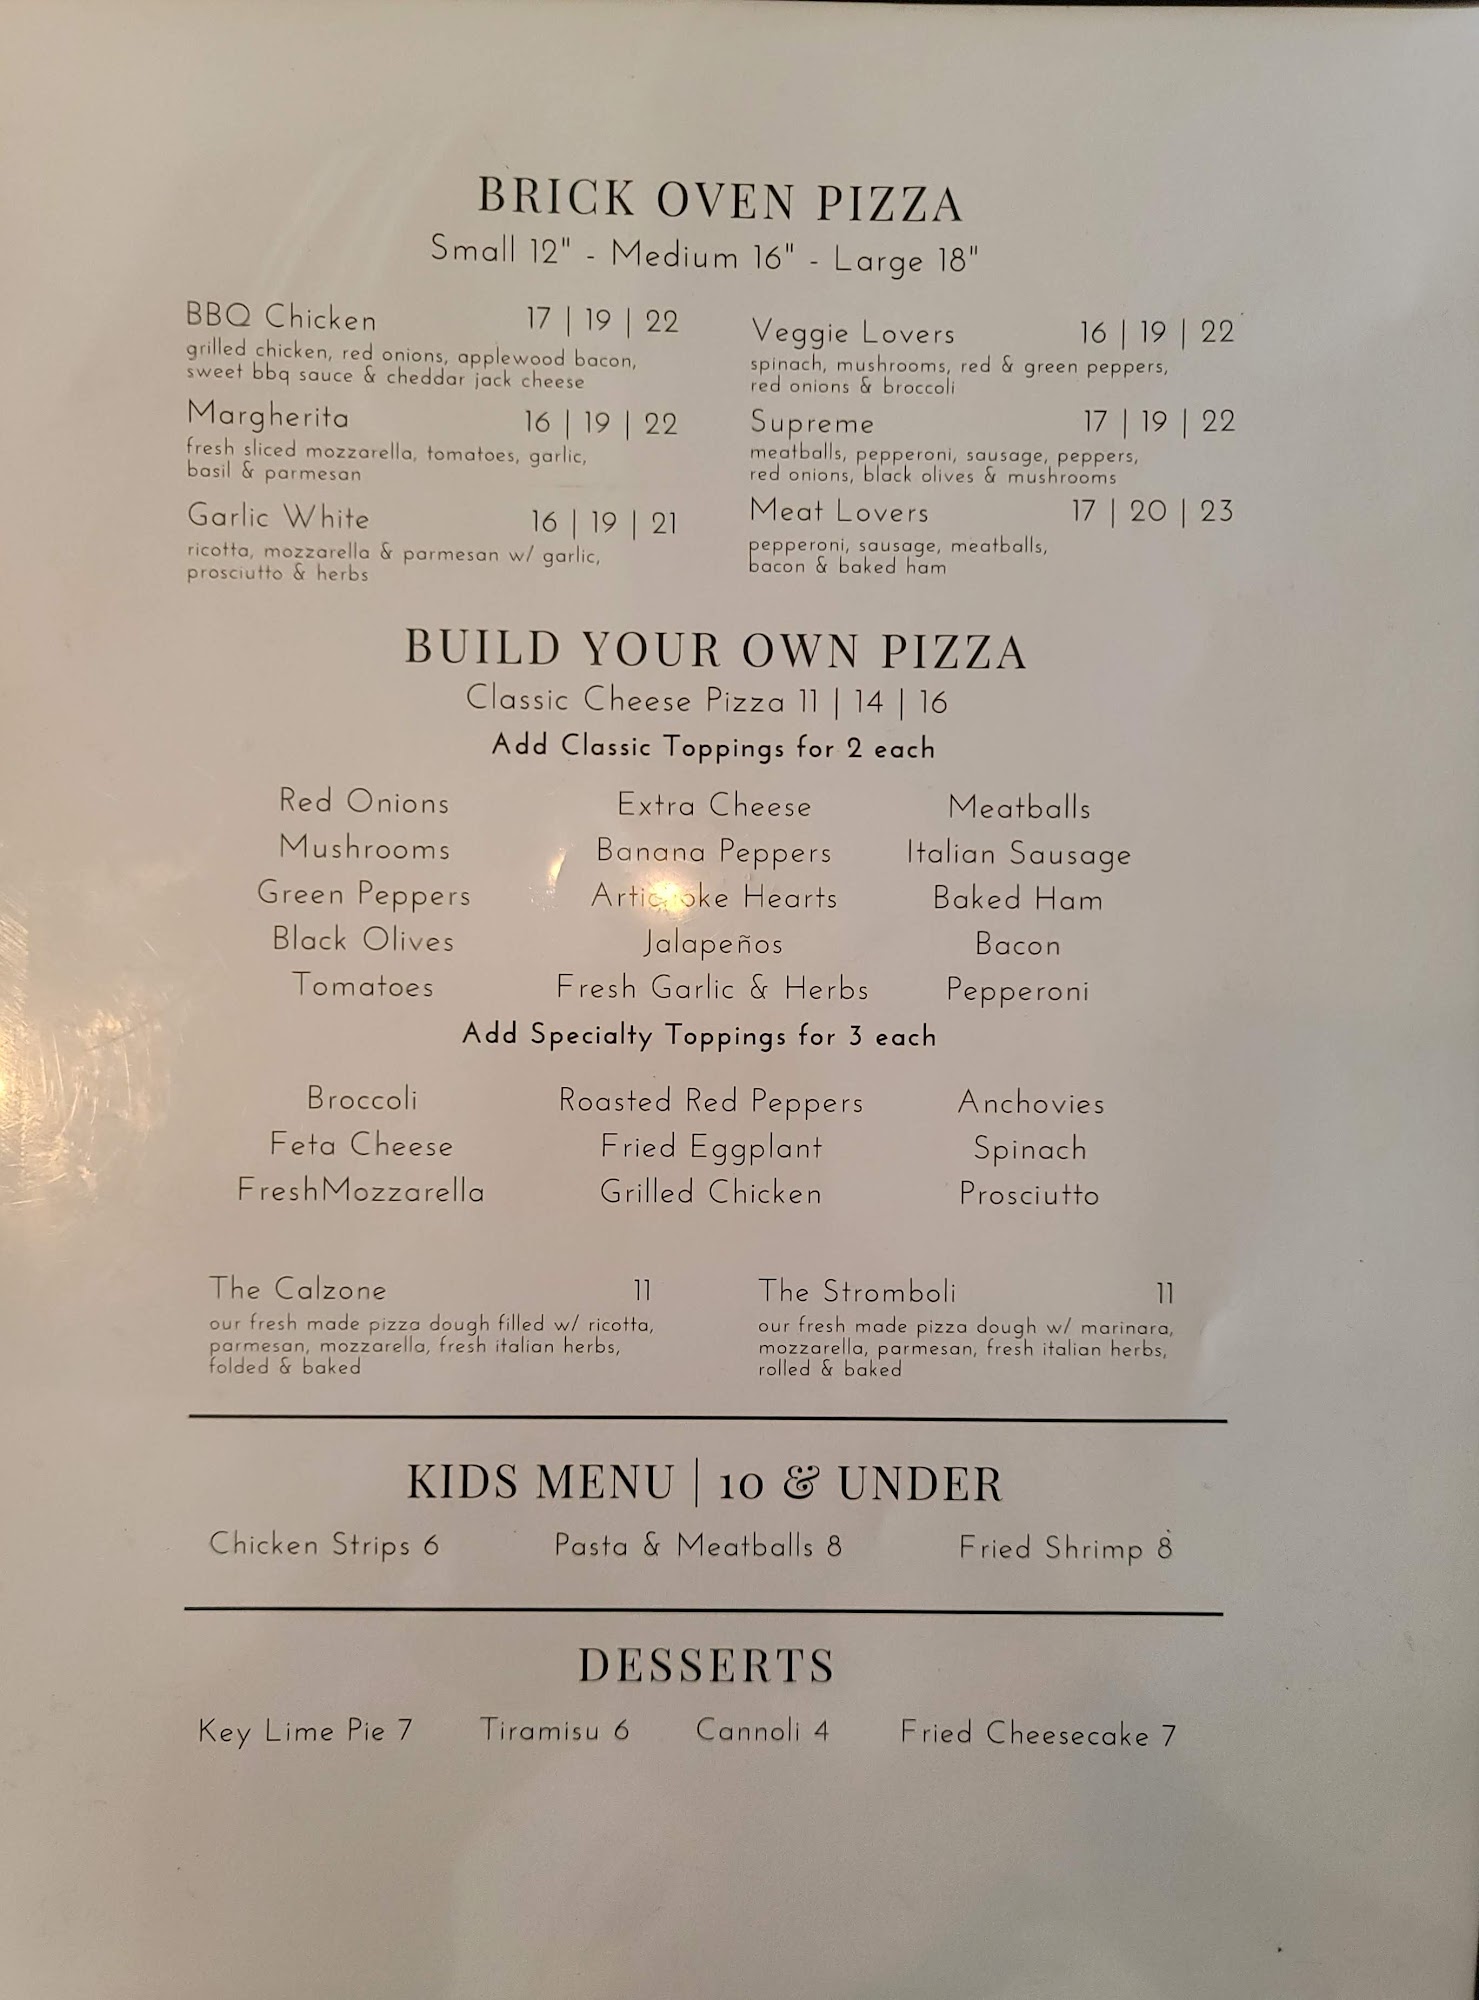 BRICK OVEN PIZZA
Small 12" - Medium 16" - Large 18"
BBQ Chicken 17 | 19 | 22
grilled chicken, red onions, applewood bacon,
sweet bbq sauce & cheddar jack cheese
Margherita 16 | 19 | 22
fresh sliced mozzarella, tomatoes, garlic,
basil & parmesan
Garlic White 16 | 19 | 21
ricotta, mozzarella & parmesan w/ garlic,
prosciutto & herbs
Veggie Lovers 16 | 19 | 22
spinach, mushrooms, red & green peppers,
red onions & broccoli
Supreme 17 | 19 | 22
meatballs, pepperoni, sausage, peppers,
red onions, black olives & mushrooms
Meat Lovers 17 | 20 | 23
pepperoni, sausage, meatballs,
bacon & baked ham
BUILD YOUR OWN PIZZA
Classic Cheese Pizza 11 | 14 | 16
Add Classic Toppings for 2 each
Red Onions Extra Cheese Meatballs
Mushrooms Banana Peppers Italian Sausage
Green Peppers Artichoke Hearts Baked Ham
Black Olives Jalapeños Bacon
Tomatoes Fresh Garlic & Herbs Pepperoni
Add Specialty Toppings for 3 each
Broccoli Roasted Red Peppers Anchovies
Feta Cheese Fried Eggplant Spinach
FreshMozzarella Grilled Chicken Prosciutto
The Calzone 11
our fresh made pizza dough filled w/ ricotta,
parmesan, mozzarella, fresh italian herbs,
folded & baked
The Stromboli 11
our fresh made pizza dough w/ marinara,
mozzarella, parmesan, fresh italian herbs,
rolled & baked
KIDS MENU | 10 & UNDER
Chicken Strips 6 Pasta & Meatballs 8 Fried Shrimp 8
DESSERTS
Key Lime Pie 7 Tiramisu 6 Cannoli 4 Fried Cheesecake 7